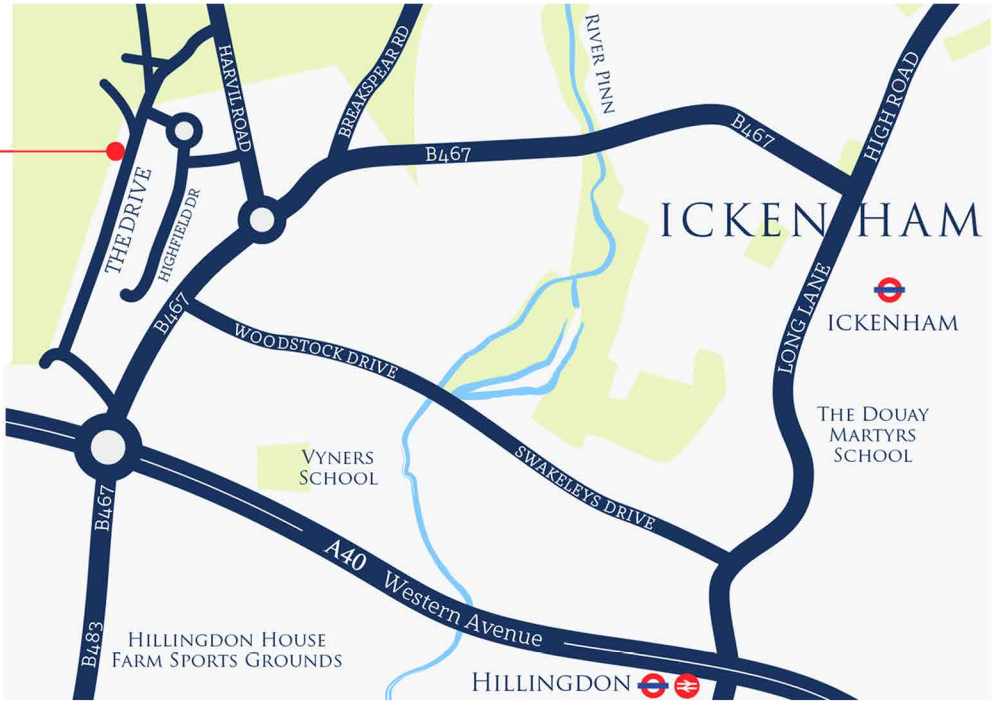 RIVER PINN
HARVIL ROAD
BREAKSPEAR RD
HIGH ROAD
B467
B467
THE DRIVE
HIGHFIELD DR
ICKENHAM
B467
LONG LANE
ICKENHAM
WOODSTOCK DRIVE
THE DOUAY
MARTYRS
SCHOOL
VYNERS
SCHOOL
SWAKELEYS DRIVE
B467
A40 Western Avenue
B483
HILLINGDON HOUSE
FARM SPORTS GROUNDS
HILLINGDON